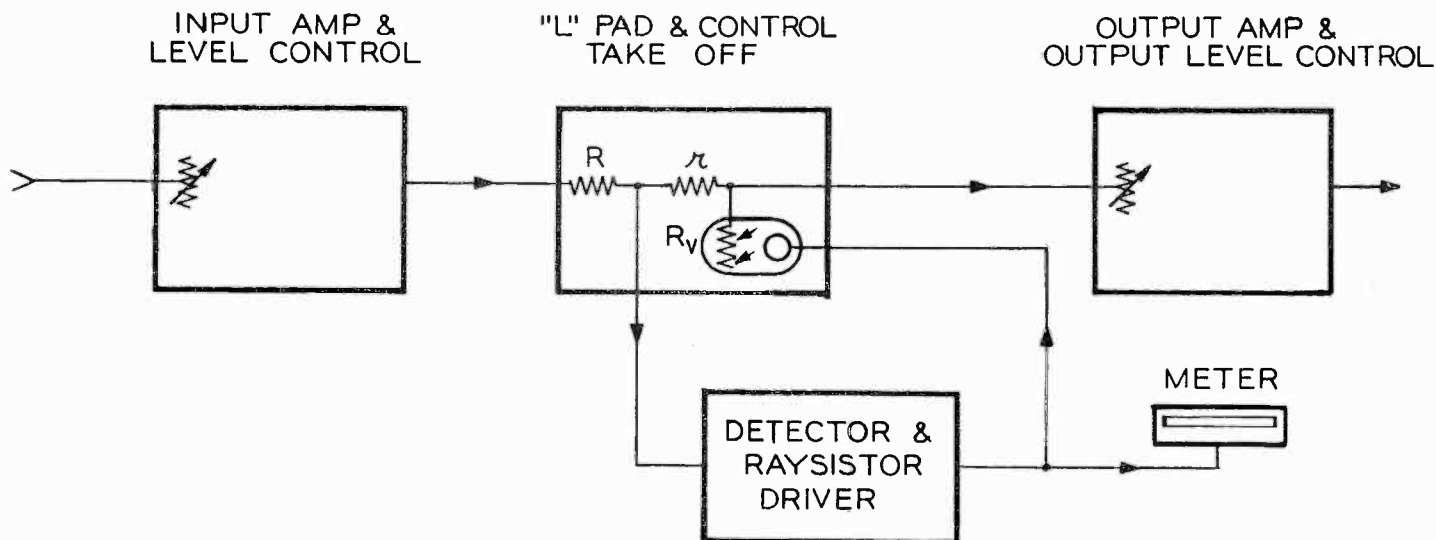 INPUT AMP &
LEVEL CONTROL
"L" PAD & CONTROL
TAKE OFF
OUTPUT AMP &
OUTPUT LEVEL CONTROL
R
r
Rv
METER
DETECTOR &
RAYSISTOR
DRIVER